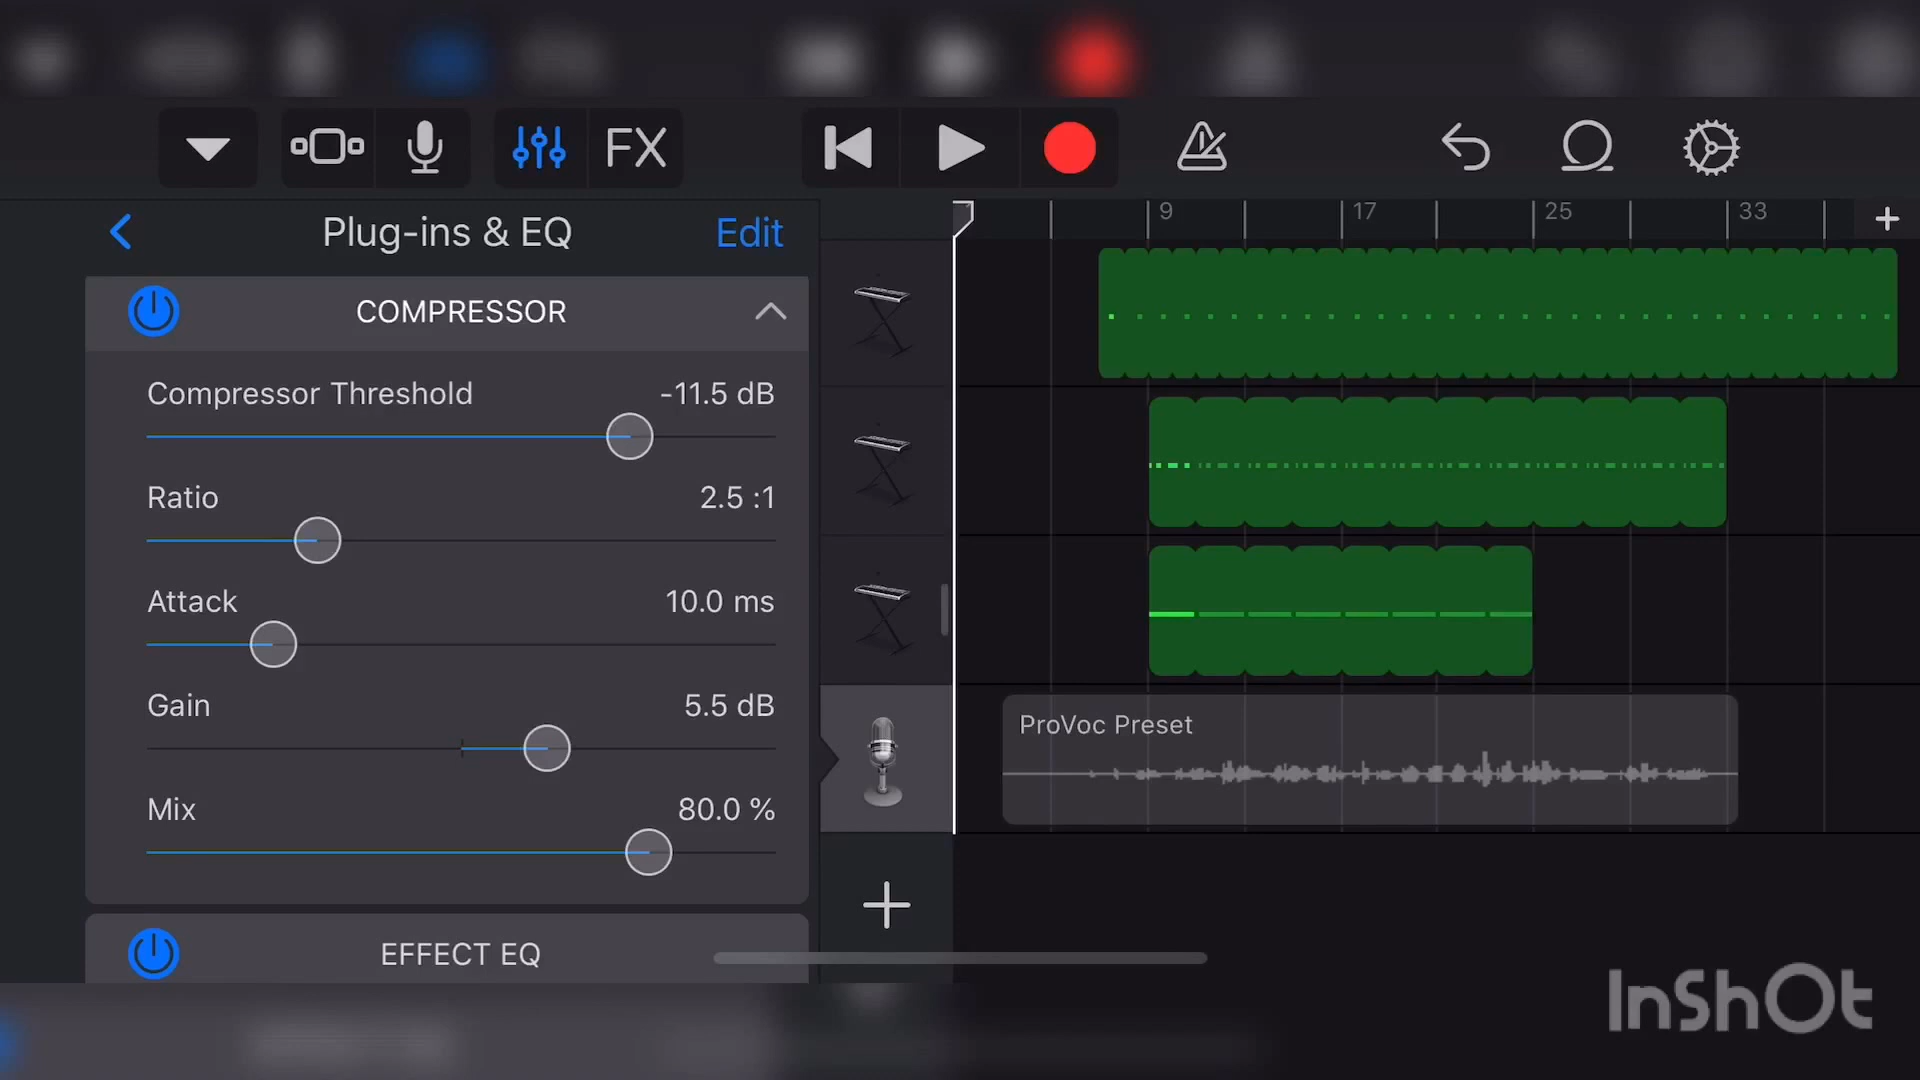 FX
Plug-ins & EQ
Edit
9
17
25
33
COMPRESSOR
Compressor Threshold
-11.5 dB
Ratio
2.5 :1
Attack
10.0 ms
Gain
5.5 dB
Mix
80.0 %
EFFECT EQ
ProVoc Preset
InShOt